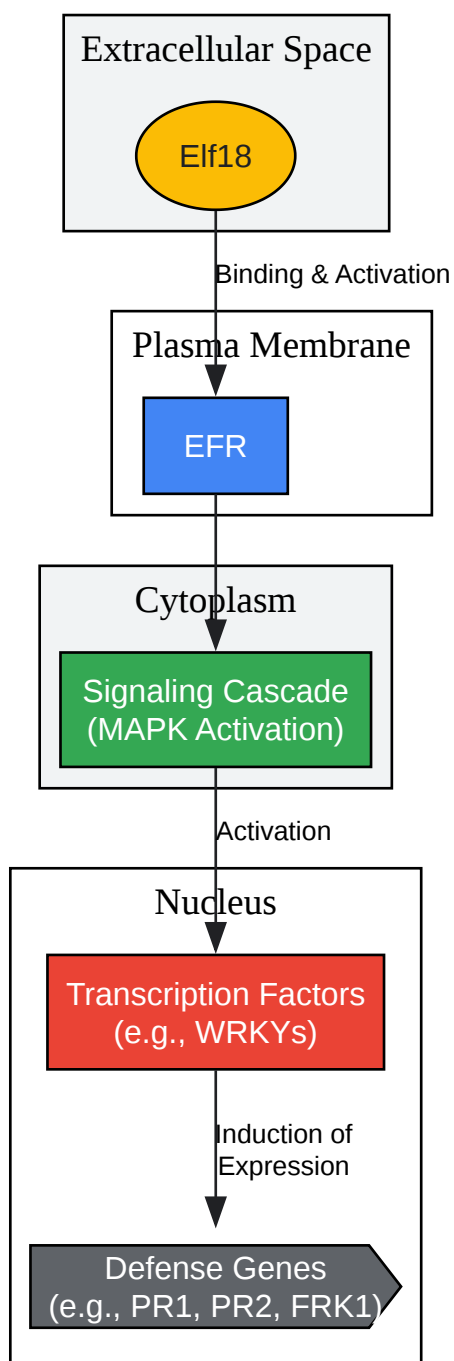 Extracellular Space
Elf18
Binding & Activation
Plasma Membrane
EFR
Cytoplasm
Signaling Cascade
(MAPK Activation)
Activation
Nucleus
Transcription Factors
(e.g., WRKYs)
Induction of
Expression
Defense Genes
(e.g., PR1, PR2, FRK1)